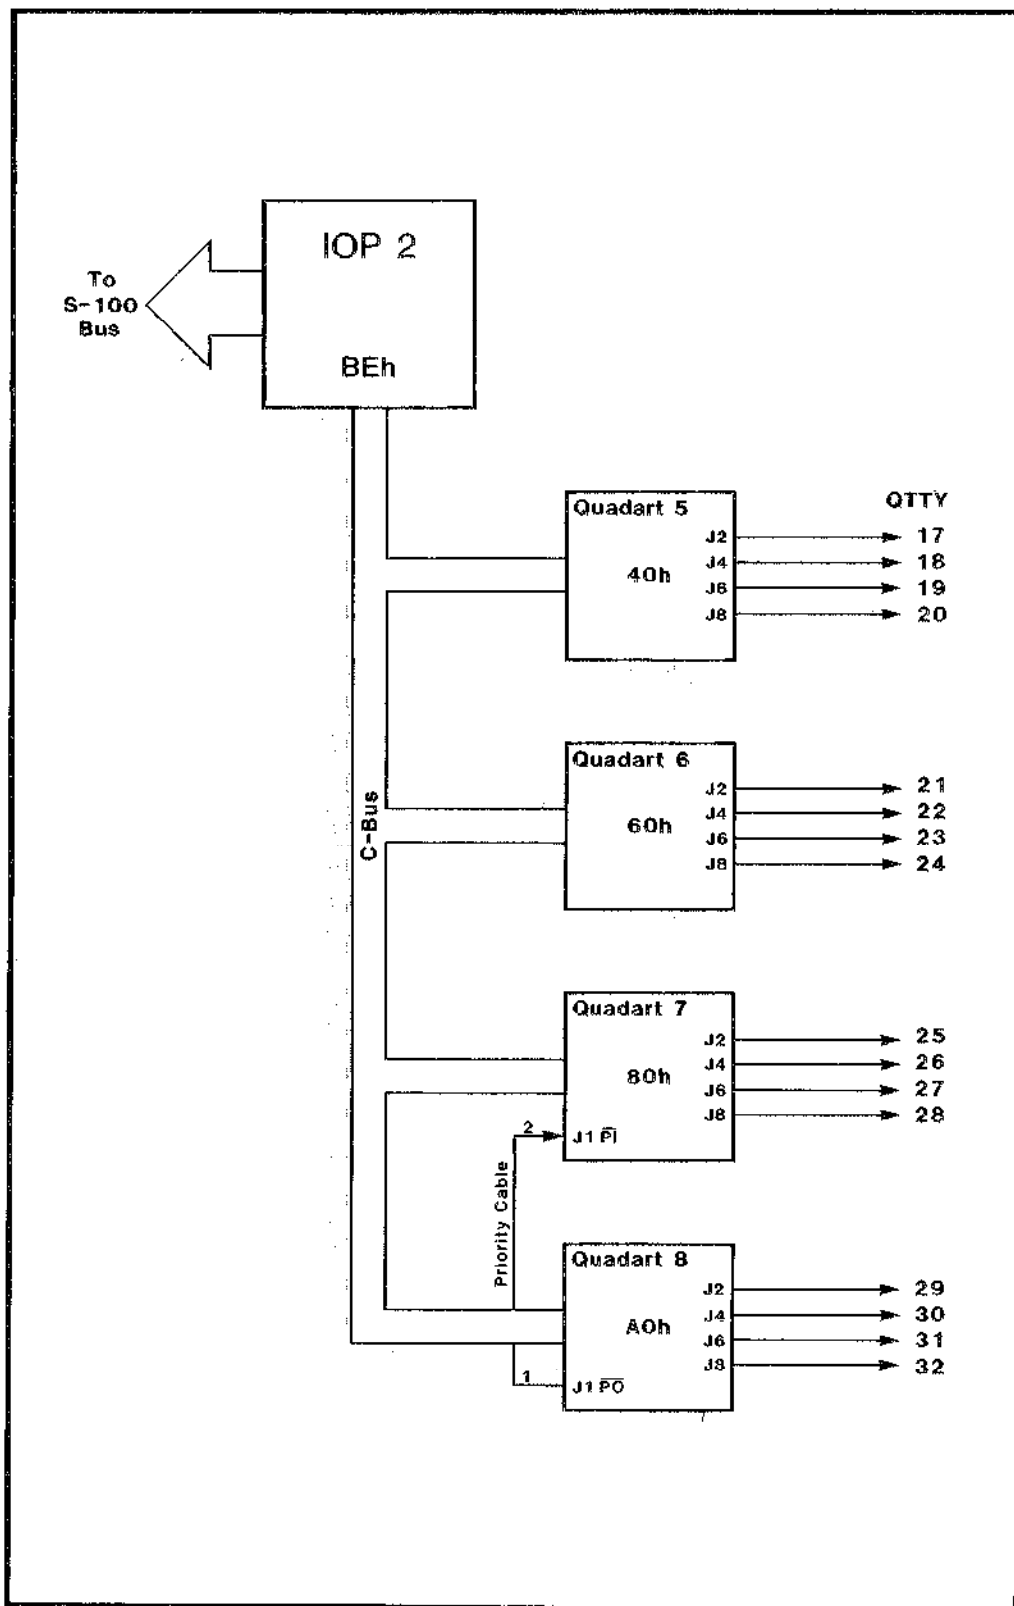 IOP 2
To
S-100
Bus
BEh
C-Bus
QTTY
Quadart 5
40h
J2 17
J4 18
J6 19
J8 20
Quadart 6
60h
J2 21
J4 22
J6 23
J8 24
Quadart 7
80h
J2 25
J4 26
J6 27
J8 28
2
J1 P̅I̅
Priority Cable
Quadart 8
A0h
J2 29
J4 30
J6 31
J8 32
1
J1 P̅O̅